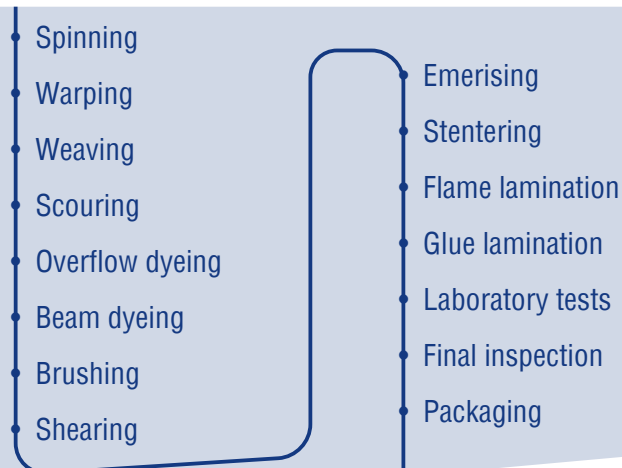 Spinning
Warping
Weaving
Scouring
Overflow dyeing
Beam dyeing
Brushing
Shearing
Emerising
Stentering
Flame lamination
Glue lamination
Laboratory tests
Final inspection
Packaging